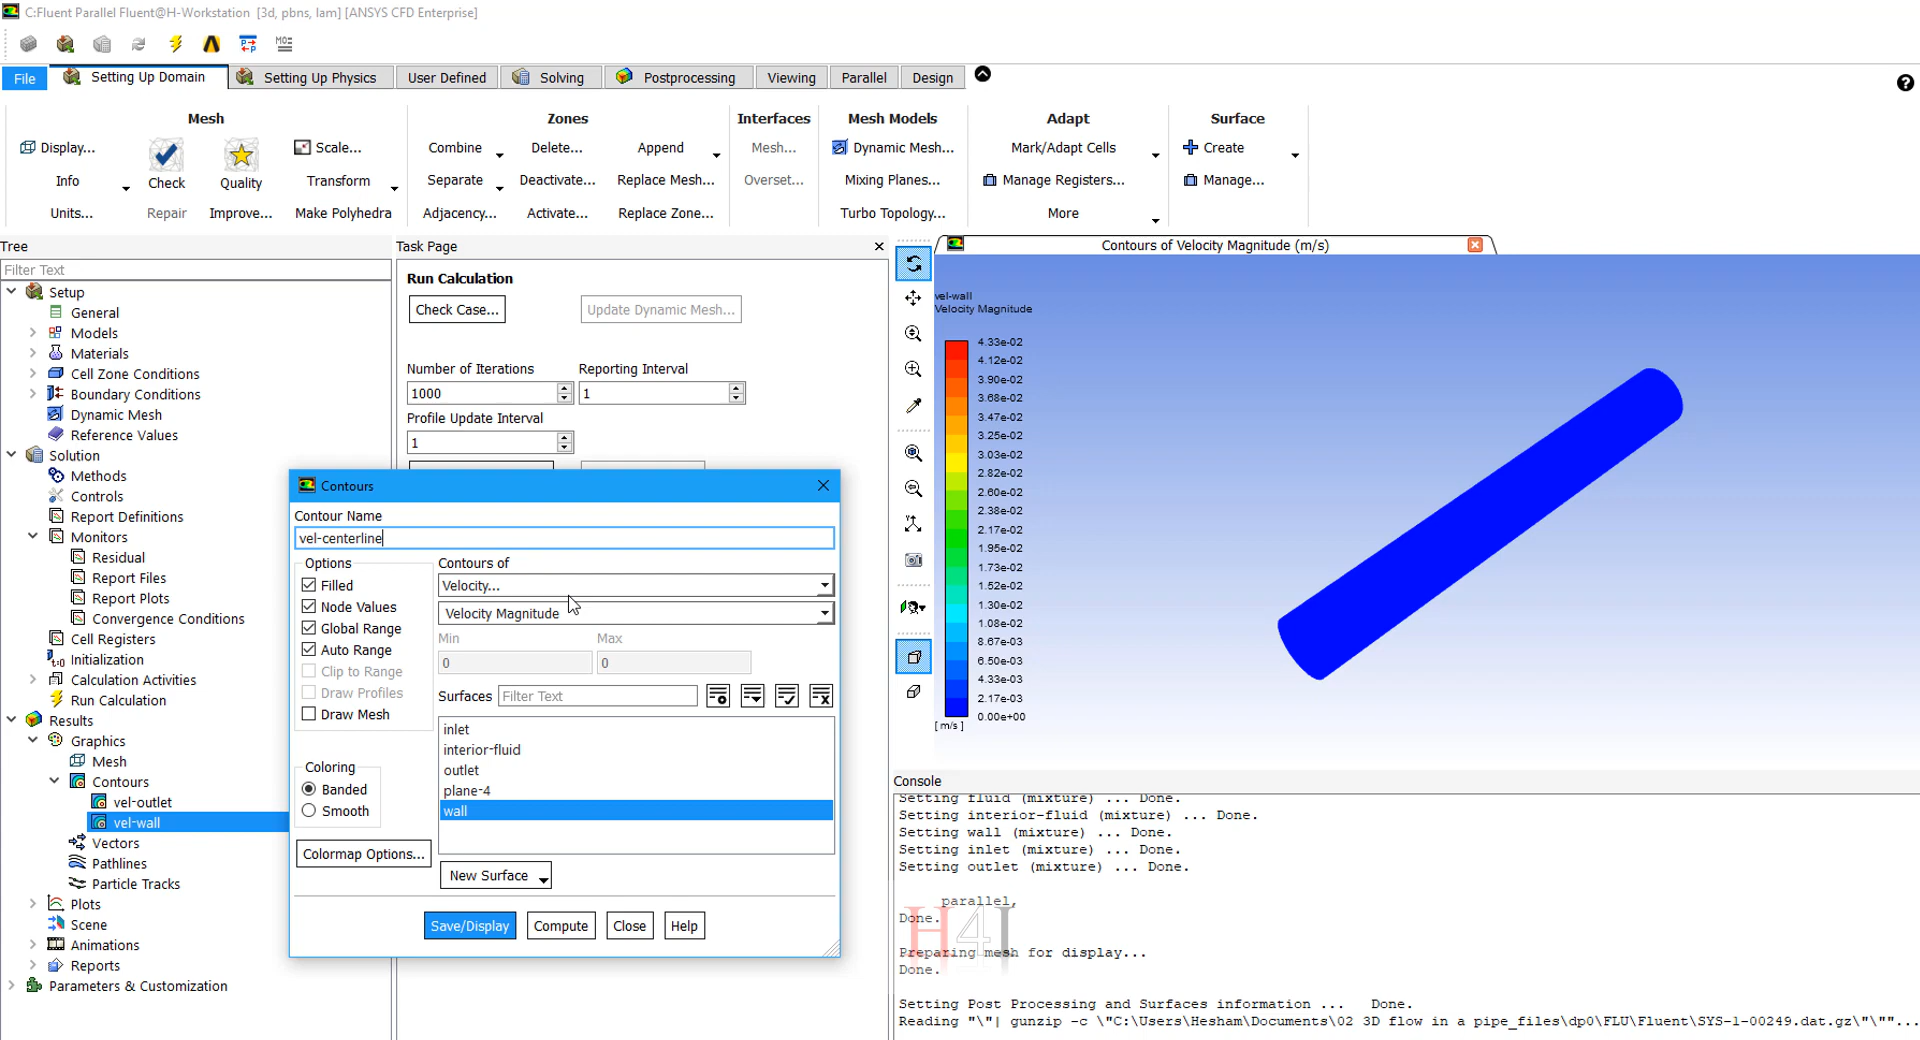 C:Fluent Parallel Fluent@H-Workstation [3d, pbns, lam] [ANSYS CFD Enterprise]
File
Setting Up Domain
Setting Up Physics
User Defined
Solving
Postprocessing
Viewing
Parallel
Design
Mesh
Zones
Interfaces
Mesh Models
Adapt
Surface
Display...
Info
Units...
Check
Repair
Quality
Improve...
Scale...
Transform
Make Polyhedra
Combine
Separate
Adjacency...
Delete...
Deactivate...
Activate...
Append
Replace Mesh...
Replace Zone...
Mesh...
Overset...
Dynamic Mesh...
Mixing Planes...
Turbo Topology...
Mark/Adapt Cells
Manage Registers...
More
Create
Manage...
Tree
Filter Text
Setup
General
Models
Materials
Cell Zone Conditions
Boundary Conditions
Dynamic Mesh
Reference Values
Solution
Methods
Controls
Report Definitions
Monitors
Residual
Report Files
Report Plots
Convergence Conditions
Cell Registers
Initialization
Calculation Activities
Run Calculation
Results
Graphics
Mesh
Contours
vel-outlet
vel-wall
Vectors
Pathlines
Particle Tracks
Plots
Scene
Animations
Reports
Parameters & Customization
Task Page
Run Calculation
Check Case...
Update Dynamic Mesh...
Number of Iterations
Reporting Interval
1000
1
Profile Update Interval
1
Contours
Contour Name
vel-centerline
Options
Filled
Node Values
Global Range
Auto Range
Clip to Range
Draw Profiles
Draw Mesh
Coloring
Banded
Smooth
Colormap Options...
Contours of
Velocity...
Velocity Magnitude
Min
Max
0
0
Surfaces
Filter Text
inlet
interior-fluid
outlet
plane-4
wall
New Surface
Save/Display
Compute
Close
Help
Contours of Velocity Magnitude (m/s)
vel-wall
Velocity Magnitude
4.33e-02
4.12e-02
3.90e-02
3.68e-02
3.47e-02
3.25e-02
3.03e-02
2.82e-02
2.60e-02
2.38e-02
2.17e-02
1.95e-02
1.73e-02
1.52e-02
1.30e-02
1.08e-02
8.67e-03
6.50e-03
4.33e-03
2.17e-03
0.00e+00
[ m/s ]
Console
Setting fluid (mixture) ... Done.
Setting interior-fluid (mixture) ... Done.
Setting wall (mixture) ... Done.
Setting inlet (mixture) ... Done.
Setting outlet (mixture) ... Done.
parallel,
Done.
H4I
Preparing mesh for display...
Done.
Setting Post Processing and Surfaces information ... Done.
Reading "\"| gunzip -c \"C:\Users\Hesham\Documents\02 3D flow in a pipe_files\dp0\FLU\Fluent\SYS-1-00249.dat.gz\"\""...